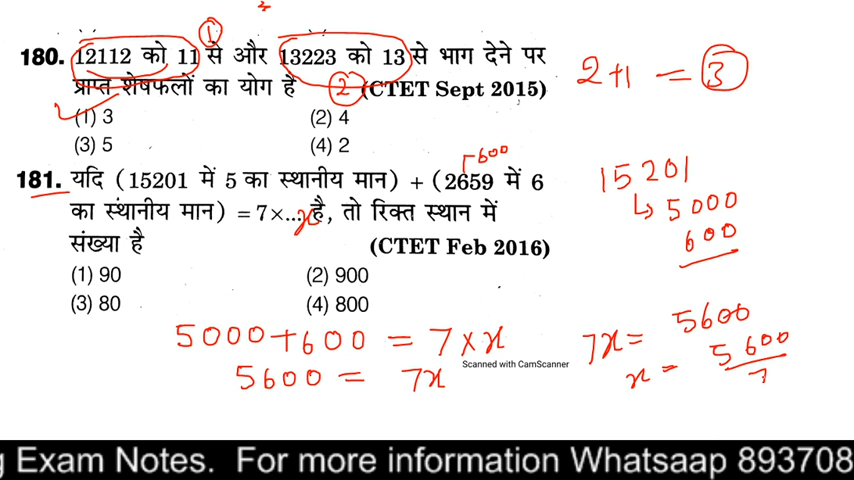 180. 12112 को 11 से और 13223 को 13 से भाग देने पर
1
प्राप्त शेषफलों का योग है (CTET Sept 2015)
2
2+1 = 3
(1) 3 (2) 4
(3) 5 (4) 2
181. यदि (15201 में 5 का स्थानीय मान) + (2659 में 6
600
का स्थानीय मान) = 7×... है, तो रिक्त स्थान में
x
संख्या है (CTET Feb 2016)
(1) 90 (2) 900
(3) 80 (4) 800
15201
↳ 5000
600
5000+600 = 7×x
5600 = 7x
7x = 5600
x = 5600/7
Scanned with CamScanner
g Exam Notes. For more information Whatsaap 893708